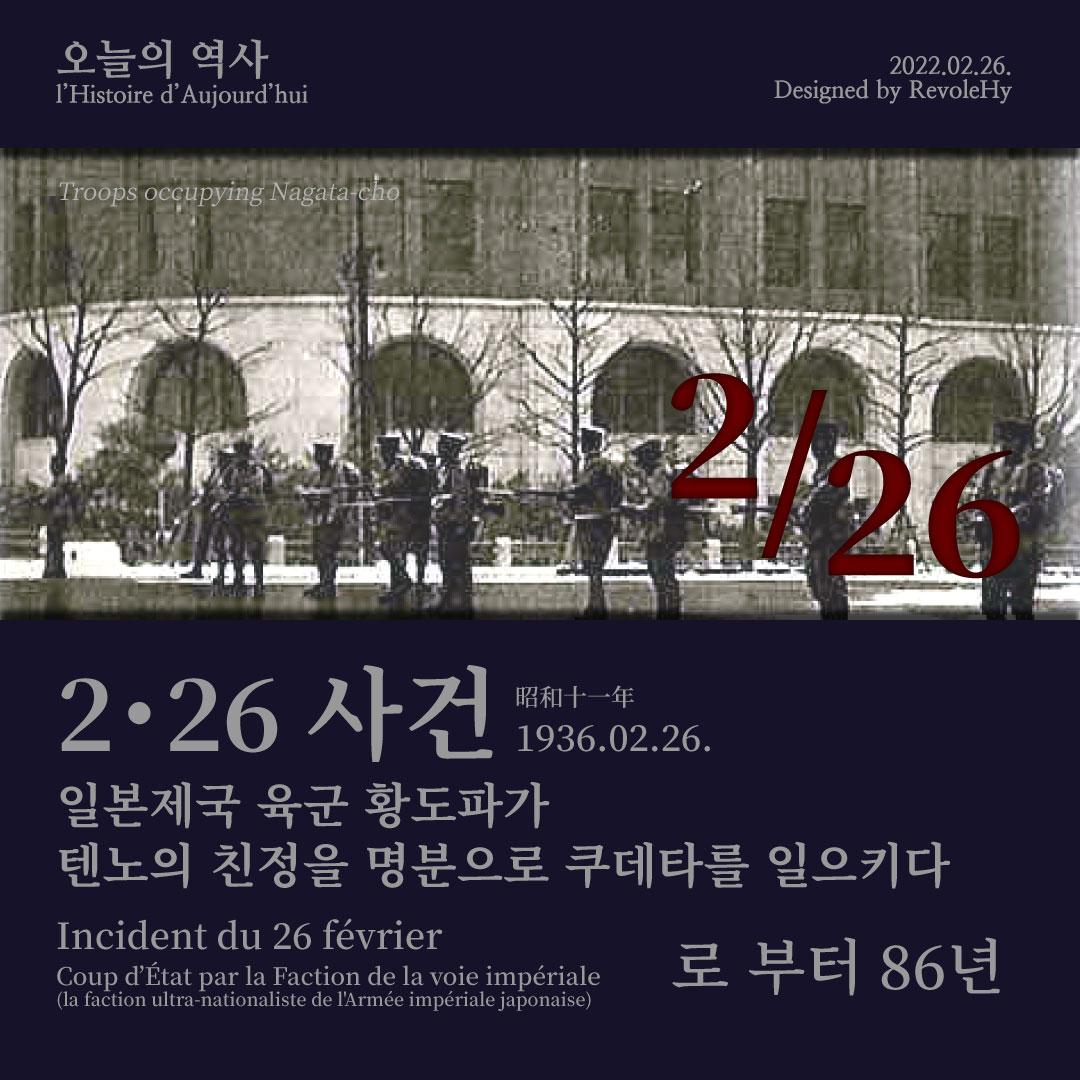 오늘의 역사
l’Histoire d’Aujourd’hui
2022.02.26.
Designed by RevoleHy
Troops occupying Nagata-cho
2/26
2·26 사건
昭和十一年
1936.02.26.
일본제국 육군 황도파가
텐노의 친정을 명분으로 쿠데타를 일으키다
Incident du 26 février
Coup d’État par la Faction de la voie impériale
(la faction ultra-nationaliste de l'Armée impériale japonaise)
로 부터 86년